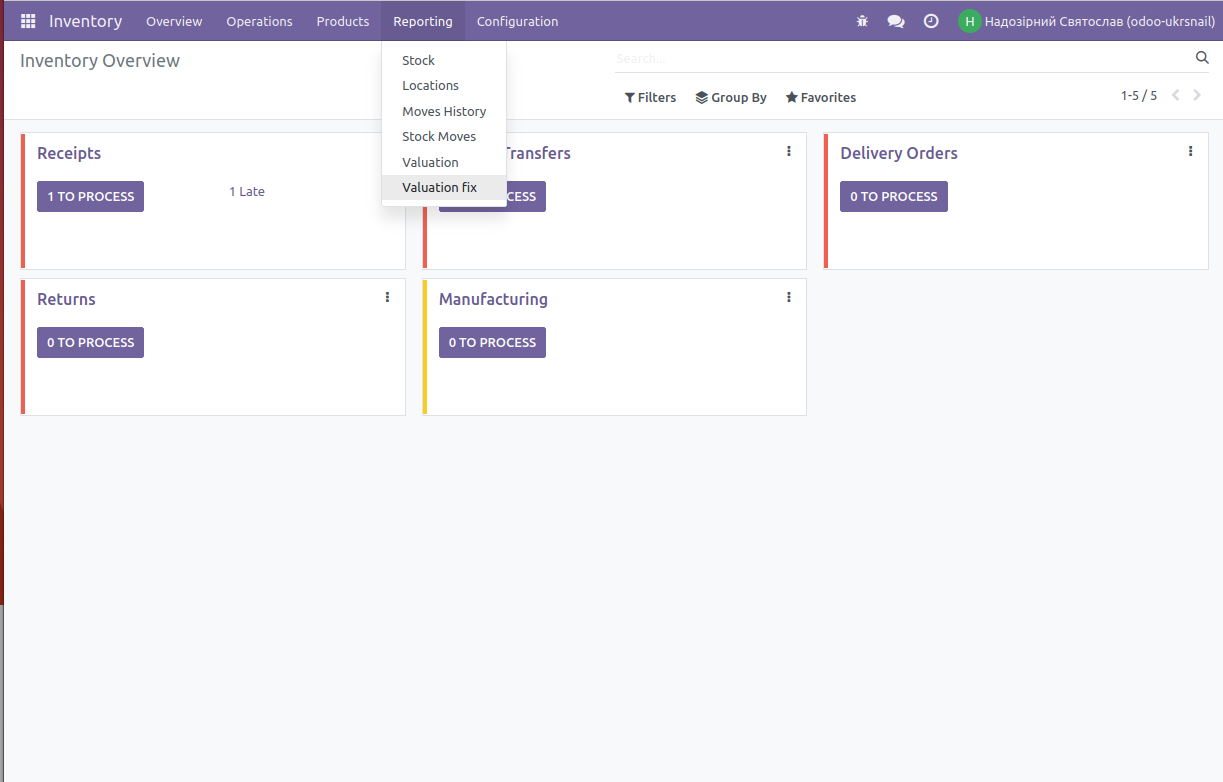 Inventory Overview Operations Products Reporting Configuration Н Надозірний Святослав (odoo-ukrsnail)
Inventory Overview
Search...
Filters Group By Favorites
1-5 / 5
Stock
Locations
Moves History
Stock Moves
Valuation
Valuation fix
Receipts
1 TO PROCESS
1 Late
Transfers
CESS
Delivery Orders
0 TO PROCESS
Returns
0 TO PROCESS
Manufacturing
0 TO PROCESS